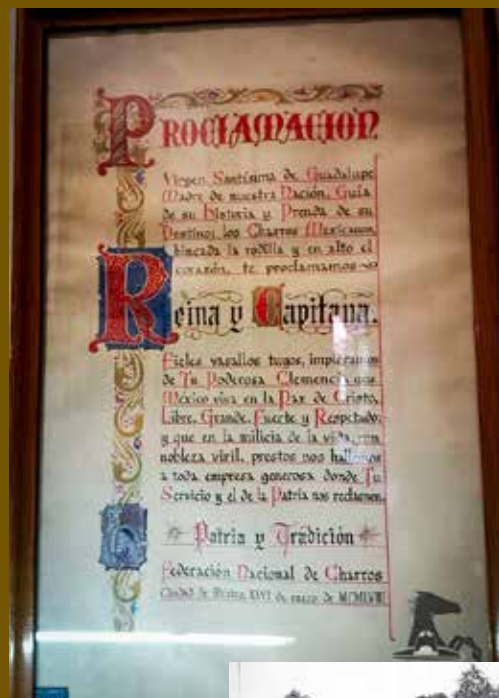 PROCLAMACION
Virgen Santísima de Guadalupe
Madre de nuestra Nación, Guía
de su historia y Prenda de su
Destino; los Charros Mexicanos,
hincada la rodilla y en alto el
corazón, te proclamamos
Reina y Capitana.
Fieles vasallos tuyos, imploramos
de Tu Poderosa Clemencia que
México viva en la Paz de Cristo,
Libre, Grande, Fuerte y Respetado;
y que en la milicia de la vida, con
nobleza viril, prestos nos hallemos
a toda empresa generosa donde Tu
Servicio y el de la Patria nos reclamen.
Patria y Tradición
Federación Nacional de Charros
Ciudad de México, de enero de